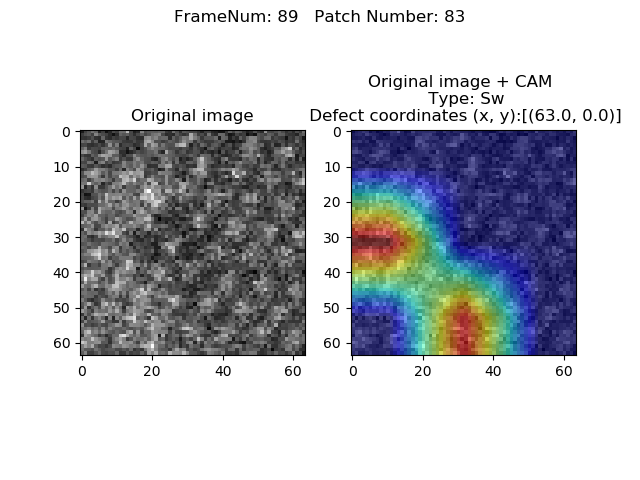 FrameNum: 89   Patch Number: 83
Original image
Original image + CAM
Type: Sw
Defect coordinates (x, y):[(63.0, 0.0)]
0
10
20
30
40
50
60
0 20 40 60
0
10
20
30
40
50
60
0 20 40 60